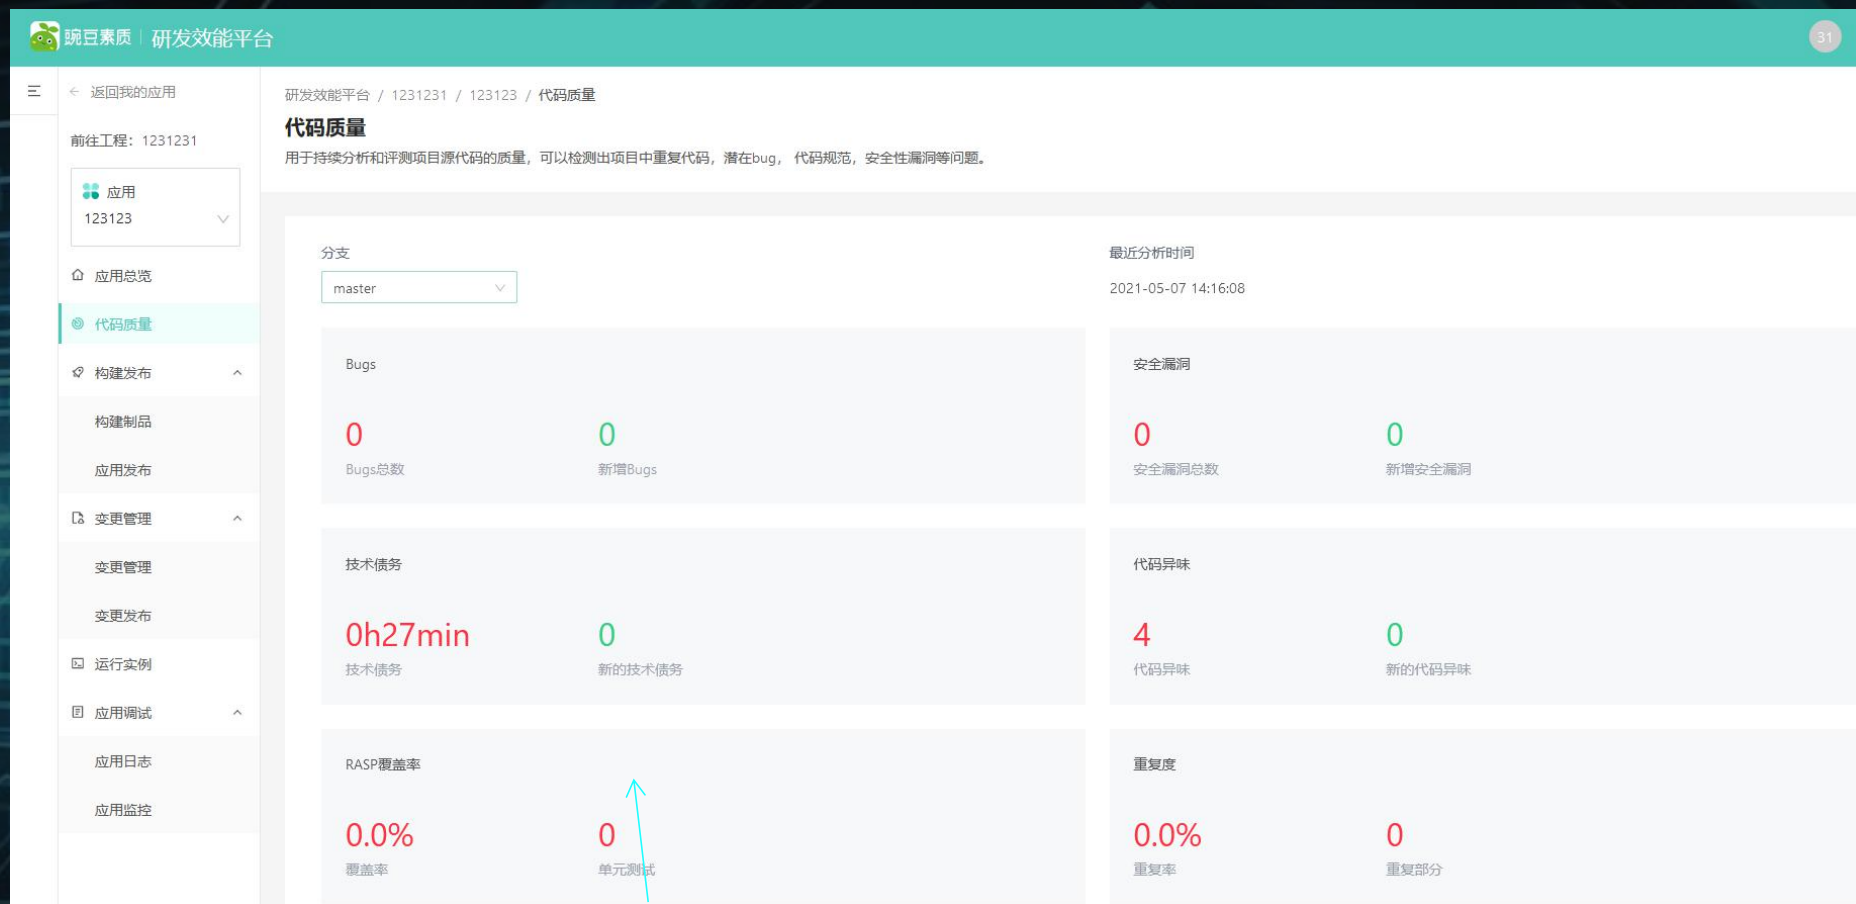 豌豆素质 研发效能平台
31
返回我的应用
前往工程：1231231
应用
123123
应用总览
代码质量
构建发布
构建制品
应用发布
变更管理
变更管理
变更发布
运行实例
应用调试
应用日志
应用监控
研发效能平台 / 1231231 / 123123 / 代码质量
代码质量
用于持续分析和评测项目源代码的质量，可以检测出项目中重复代码，潜在bug， 代码规范，安全性漏洞等问题。
分支
master
最近分析时间
2021-05-07 14:16:08
Bugs
0 0
Bugs总数 新增Bugs
安全漏洞
0 0
安全漏洞总数 新增安全漏洞
技术债务
0h27min 0
技术债务 新的技术债务
代码异味
4 0
代码异味 新的代码异味
RASP覆盖率
0.0% 0
覆盖率 单元测试
重复度
0.0% 0
重复率 重复部分